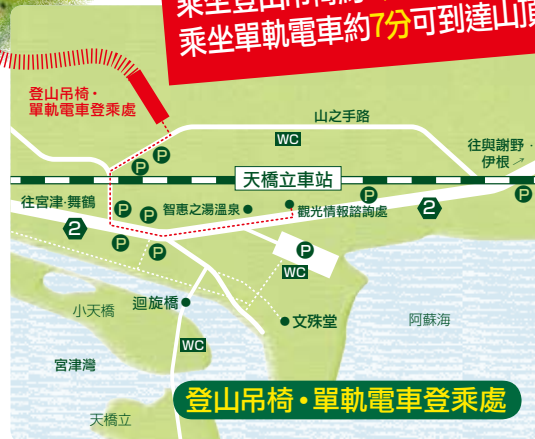 乘坐單軌電車約7分可到達山頂
登山吊椅・
單軌電車登乘處
山之手路
WC
往與謝野・
伊根
P
P
天橋立車站
P
P
往宮津・舞鶴
2
P
P
智惠之湯溫泉
觀光情報諮詢處
2
P
P
P
WC
小天橋
迴旋橋
文殊堂
阿蘇海
WC
宮津灣
登山吊椅・單軌電車登乘處
天橋立